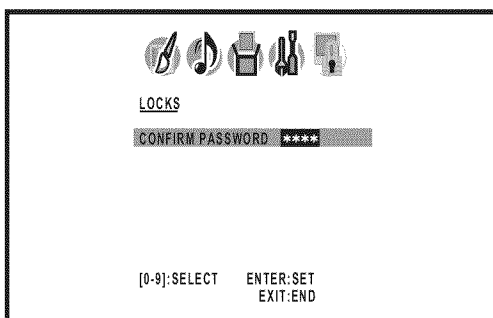 LOCKS
CONFIRM PASSWORD ****
[0-9]:SELECT ENTER:SET
EXIT:END